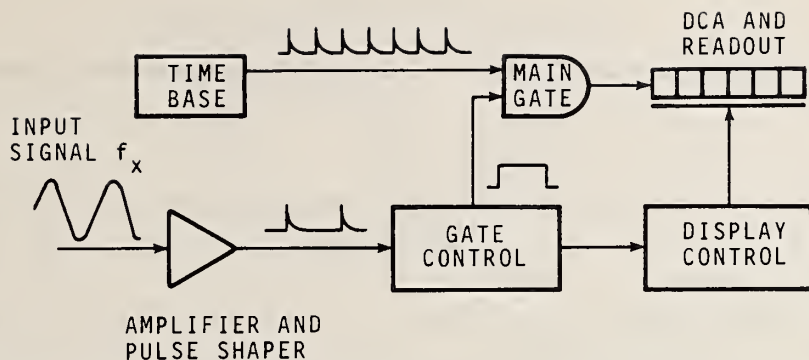 DCA AND
READOUT
TIME
BASE
MAIN
GATE
INPUT
SIGNAL fx
GATE
CONTROL
DISPLAY
CONTROL
AMPLIFIER AND
PULSE SHAPER